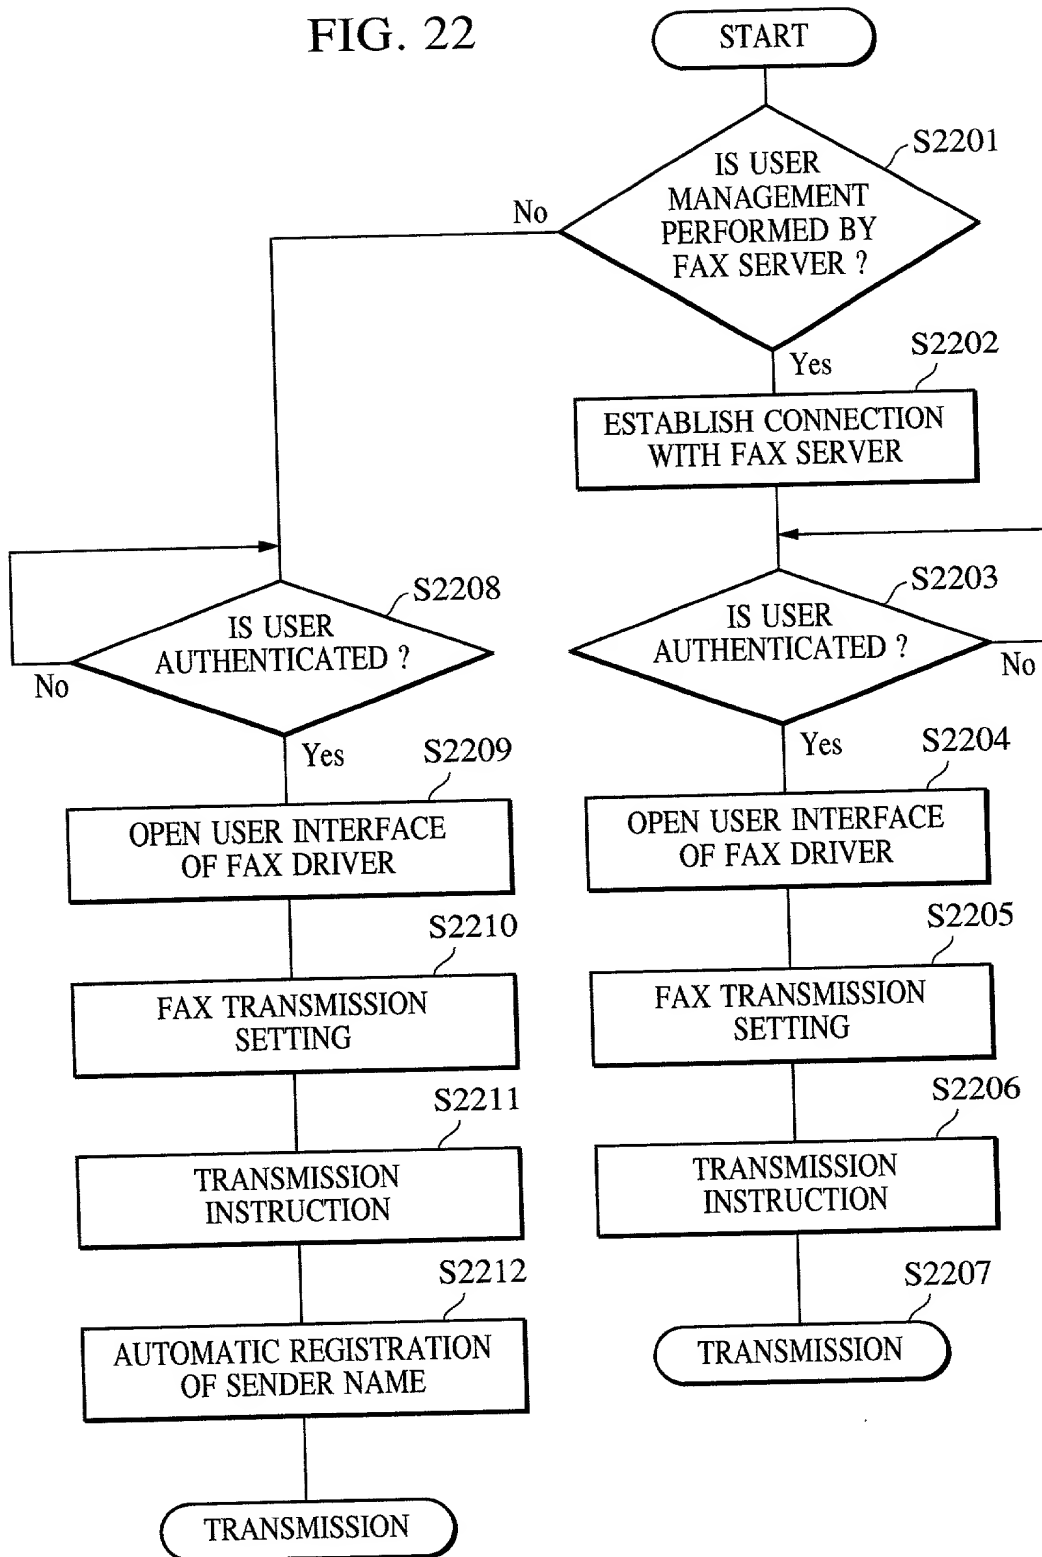 FIG. 22
START
S2201
IS USER
MANAGEMENT
PERFORMED BY
FAX SERVER ?
No
Yes
S2202
ESTABLISH CONNECTION
WITH FAX SERVER
S2208
IS USER
AUTHENTICATED ?
No
Yes
S2203
IS USER
AUTHENTICATED ?
No
Yes
S2209
OPEN USER INTERFACE
OF FAX DRIVER
S2204
OPEN USER INTERFACE
OF FAX DRIVER
S2210
FAX TRANSMISSION
SETTING
S2205
FAX TRANSMISSION
SETTING
S2211
TRANSMISSION
INSTRUCTION
S2206
TRANSMISSION
INSTRUCTION
S2212
AUTOMATIC REGISTRATION
OF SENDER NAME
S2207
TRANSMISSION
TRANSMISSION